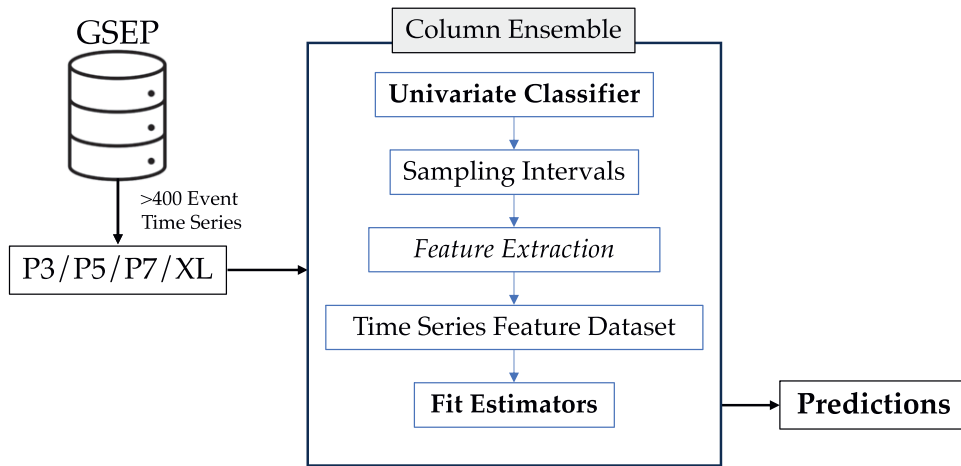 GSEP
>400 Event
Time Series
P3/P5/P7/XL
Column Ensemble
Univariate Classifier
Sampling Intervals
Feature Extraction
Time Series Feature Dataset
Fit Estimators
Predictions